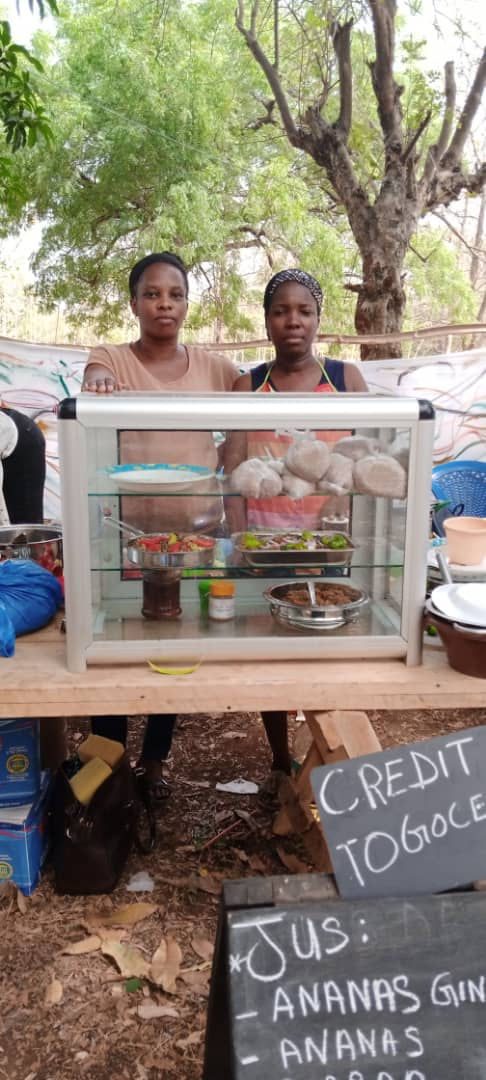 CREDIT
TOGOCE
*JUS:
- ANANAS GIN
- ANANAS